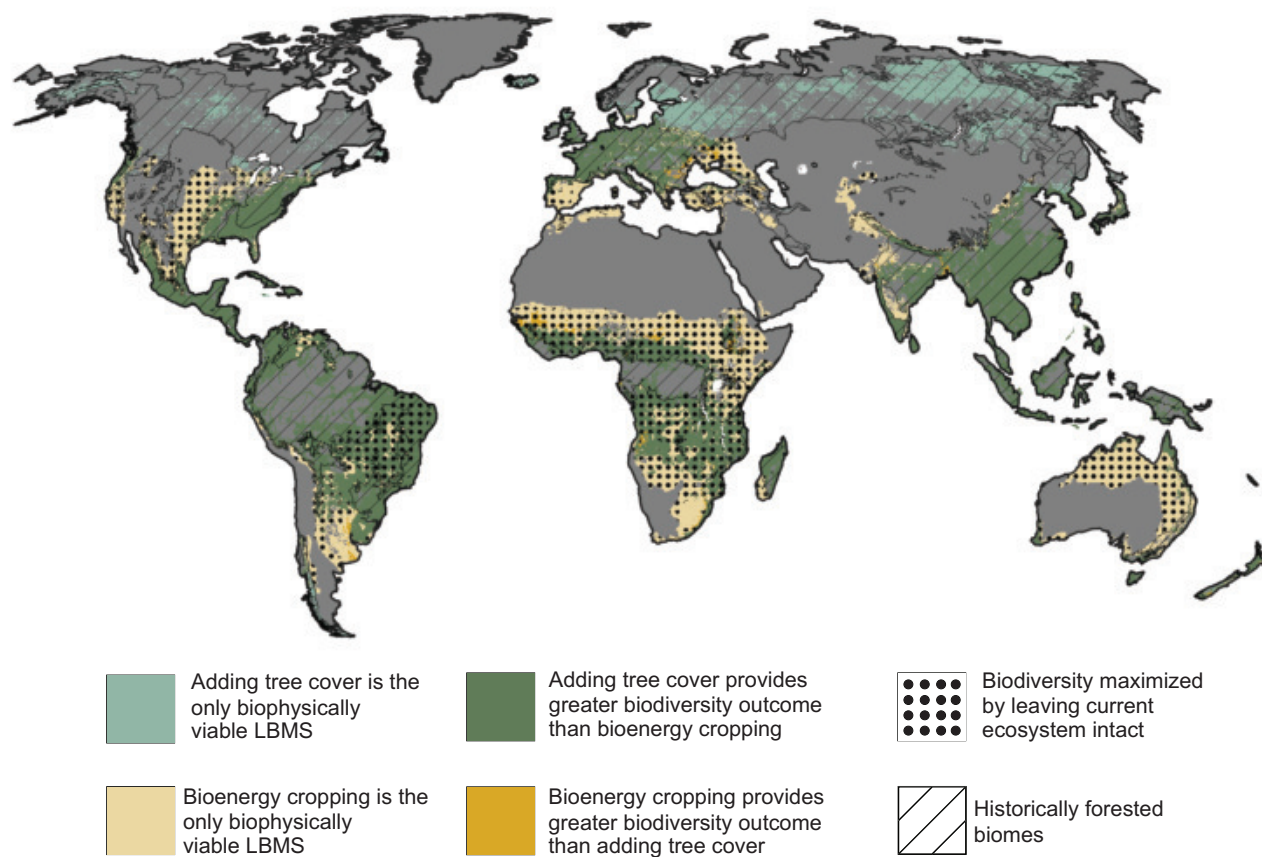 Adding tree cover is the
only biophysically
viable LBMS
Adding tree cover provides
greater biodiversity outcome
than bioenergy cropping
Biodiversity maximized
by leaving current
ecosystem intact
Bioenergy cropping is the
only biophysically
viable LBMS
Bioenergy cropping provides
greater biodiversity outcome
than adding tree cover
Historically forested
biomes